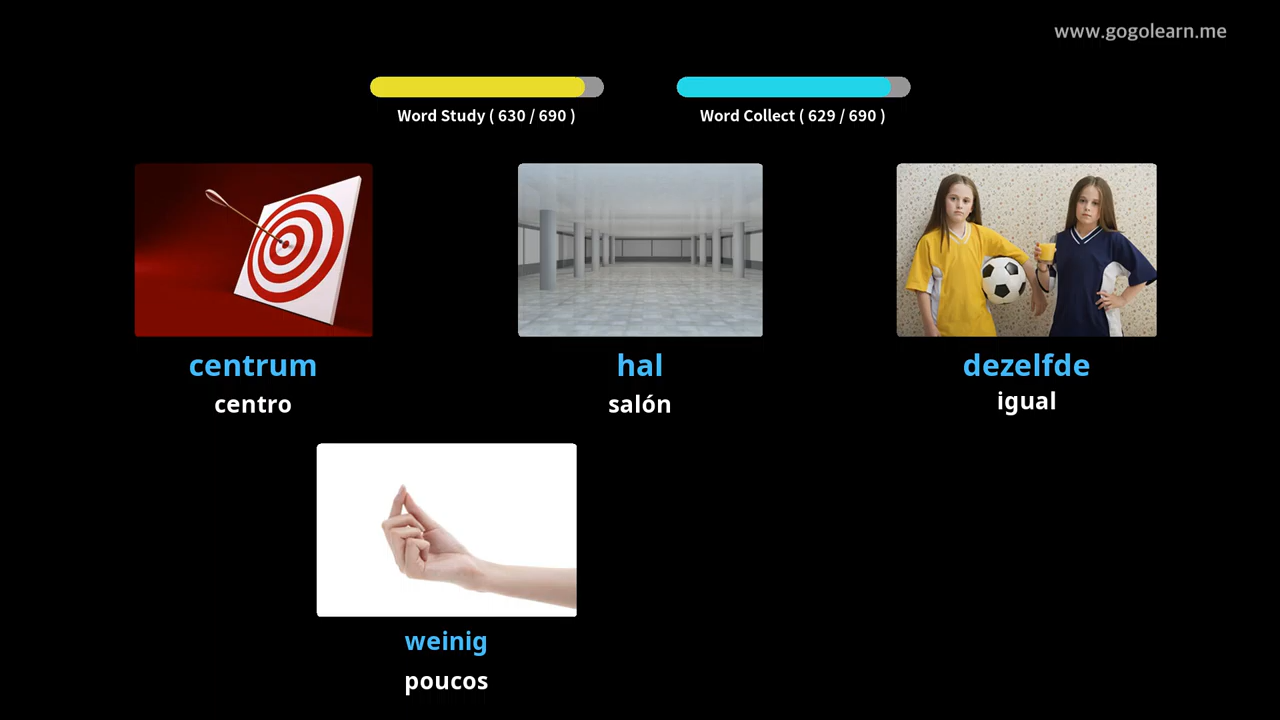 www.gogolearn.me
Word Study ( 630 / 690 )
Word Collect ( 629 / 690 )
centrum
centro
hal
salón
dezelfde
igual
weinig
poucos